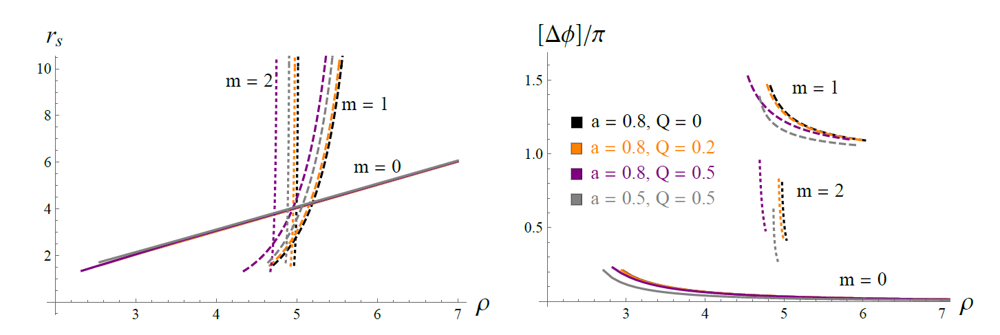 r_s
10
8
6
4
2
m = 2
m = 1
m = 0
3
4
5
6
7
ρ
[Δϕ]/π
1.5
1.0
0.5
m = 1
a = 0.8, Q = 0
a = 0.8, Q = 0.2
a = 0.8, Q = 0.5
a = 0.5, Q = 0.5
m = 2
m = 0
3
4
5
6
7
ρ